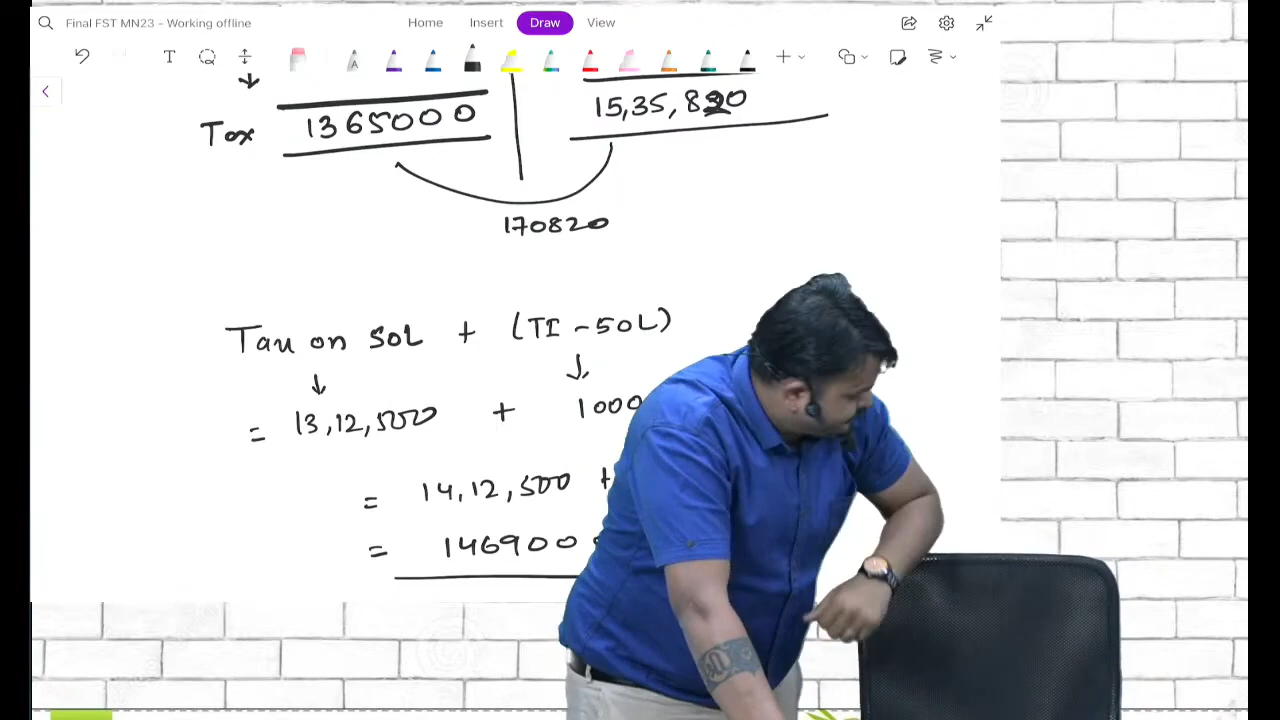 Final FST MN23 – Working offline
Home Insert Draw View
T
A
Tax 1365000
15,35,820
170820
Tax on 50L + (TI - 50L)
= 13,12,500 + 1000
= 14,12,500 +
= 146900